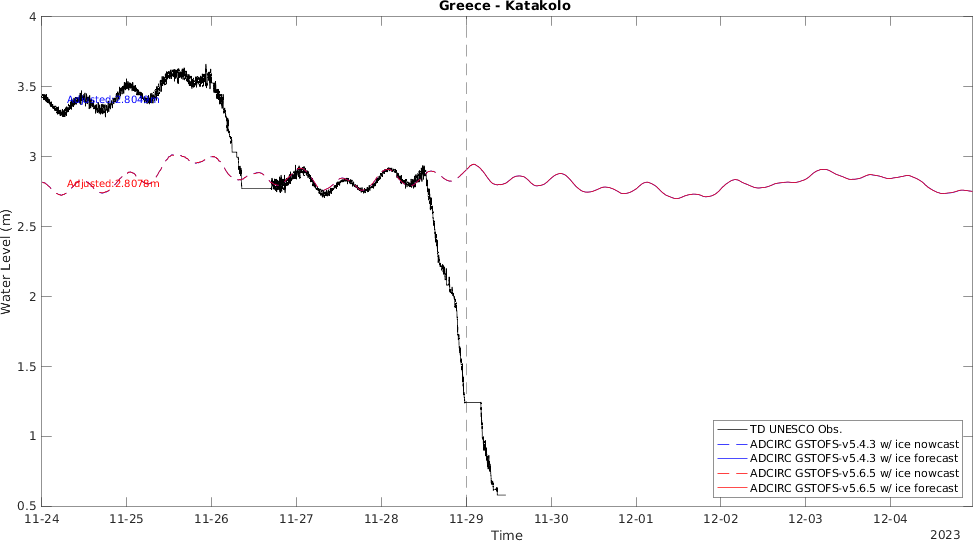 Greece - Katakolo
4
3.5
3
2.5
2
1.5
1
0.5
Water Level (m)
Adjusted:2.8078m
11-24
11-25
11-26
11-27
11-28
11-29
11-30
12-01
12-02
12-03
12-04
Time
2023
TD UNESCO Obs.
ADCIRC GSTOFS-v5.4.3 w/ ice nowcast
ADCIRC GSTOFS-v5.4.3 w/ ice forecast
ADCIRC GSTOFS-v5.6.5 w/ ice nowcast
ADCIRC GSTOFS-v5.6.5 w/ ice forecast